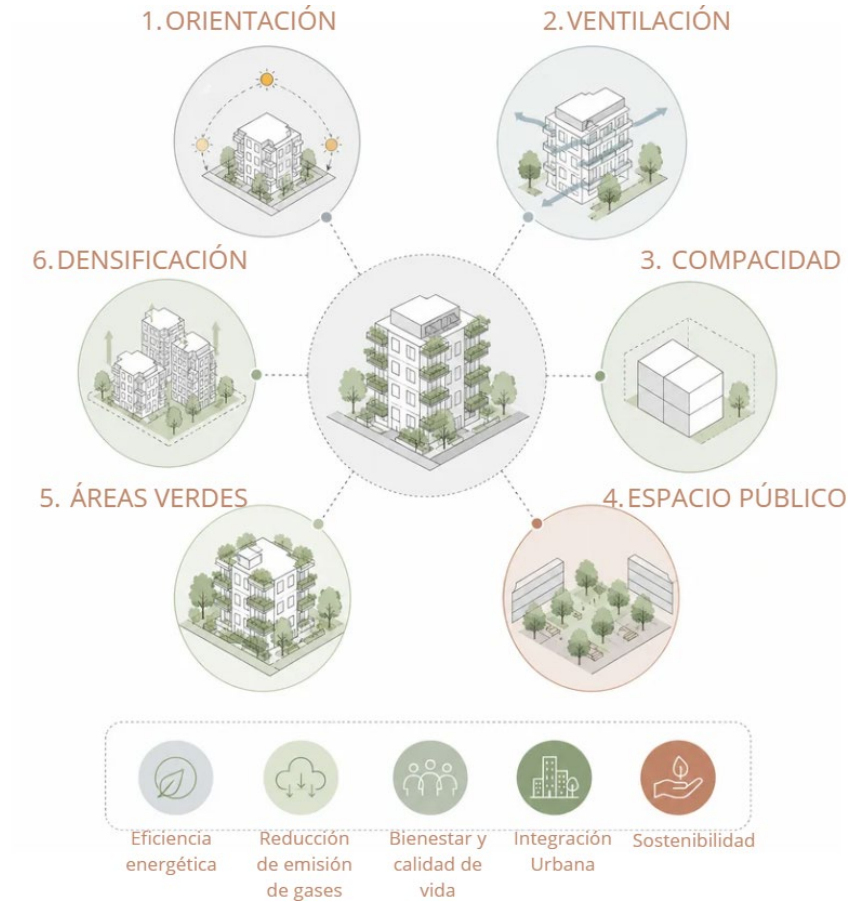 1.ORIENTACIÓN
2.VENTILACIÓN
6.DENSIFICACIÓN
3. COMPACIDAD
5. ÁREAS VERDES
4.ESPACIO PÚBLICO
Eficiencia
energética
Reducción
de emisión
de gases
Bienestar y
calidad de
vida
Integración
Urbana
Sostenibilidad